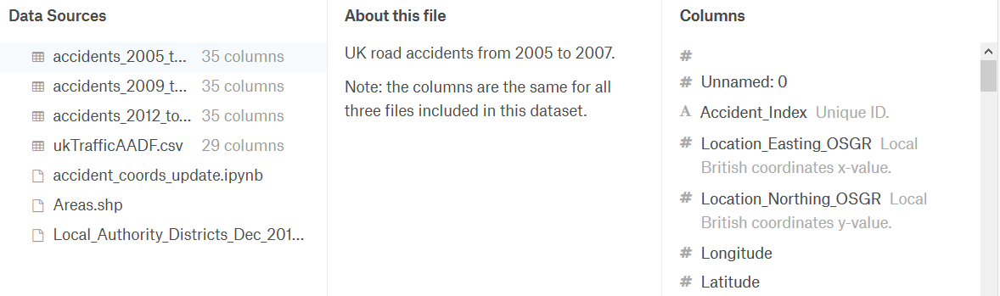 Data Sources
accidents_2005_t... 35 columns
accidents_2009_t... 35 columns
accidents_2012_to... 35 columns
ukTrafficAADF.csv 29 columns
accident_coords_update.ipynb
Areas.shp
Local_Authority_Districts_Dec_201...
About this file
UK road accidents from 2005 to 2007.
Note: the columns are the same for all
three files included in this dataset.
Columns
#
# Unnamed: 0
A Accident_Index Unique ID.
# Location_Easting_OSGR Local
British coordinates x-value.
# Location_Northing_OSGR Local
British coordinates y-value.
# Longitude
# Latitude